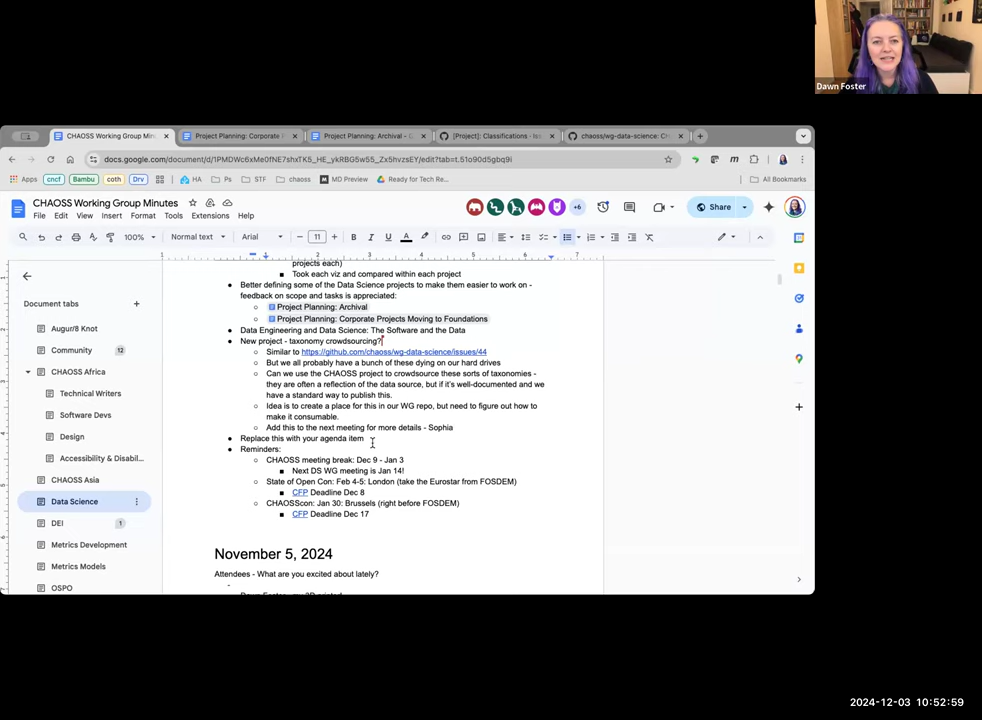 Dawn Foster
CHAOSS Working Group Minu
Project Planning: Corporate P
Project Planning: Archival -
[Project]: Classifications · Iss
chaoss/wg-data-science: CH
docs.google.com/document/d/1PMDWc6xMe0fNE7shxTK5_HE_ykRBG5w55_Zx5hvzsEY/edit?tab=t.51o90d5gbq9i
Apps
cncf
Bambu
coth
Drv
HA
Ps
STF
chaoss
MD Preview
Ready for Tech Re...
All Bookmarks
CHAOSS Working Group Minutes
File Edit View Insert Format Tools Extensions Help
+6
Share
100%
Normal text
Arial
11
B I U A
1 2 3 4 5 6 7
Document tabs
Augur/8 Knot
Community 12
CHAOSS Africa
Technical Writers
Software Devs
Design
Accessibility & Disabil...
CHAOSS Asia
Data Science
DEI 1
Metrics Development
Metrics Models
OSPO
projects each)
Took each viz and compared within each project
Better defining some of the Data Science projects to make them easier to work on -
feedback on scope and tasks is appreciated:
Project Planning: Archival
Project Planning: Corporate Projects Moving to Foundations
Data Engineering and Data Science: The Software and the Data
New project - taxonomy crowdsourcing?
Similar to https://github.com/chaoss/wg-data-science/issues/44
But we all probably have a bunch of these dying on our hard drives
Can we use the CHAOSS project to crowdsource these sorts of taxonomies -
they are often a reflection of the data source, but if it's well-documented and we
have a standard way to publish this.
Idea is to create a place for this in our WG repo, but need to figure out how to
make it consumable.
Add this to the next meeting for more details - Sophia
Replace this with your agenda item
Reminders:
CHAOSS meeting break: Dec 9 - Jan 3
Next DS WG meeting is Jan 14!
State of Open Con: Feb 4-5: London (take the Eurostar from FOSDEM)
CFP Deadline Dec 8
CHAOSScon: Jan 30: Brussels (right before FOSDEM)
CFP Deadline Dec 17
November 5, 2024
Attendees - What are you excited about lately?
2024-12-03 10:52:59